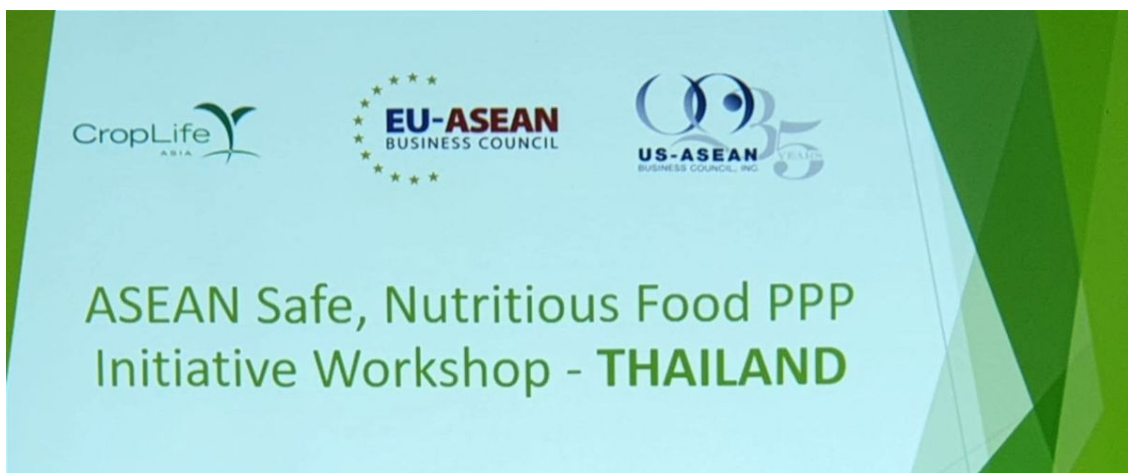 CropLife
ASIA
EU-ASEAN
BUSINESS COUNCIL
US-ASEAN
BUSINESS COUNCIL, INC.
35
YEARS
ASEAN Safe, Nutritious Food PPP
Initiative Workshop - THAILAND